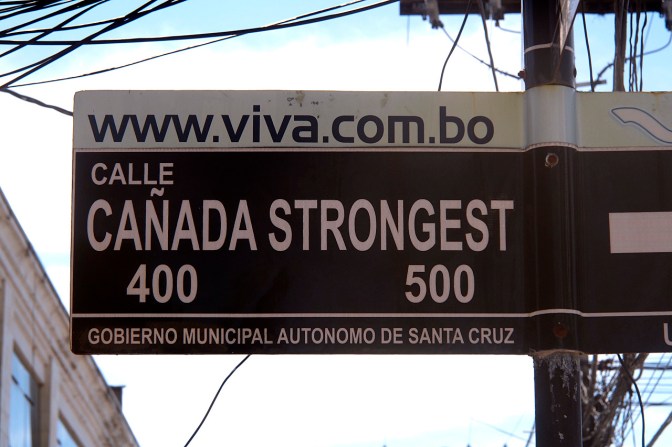 www.viva.com.bo
CALLE
CAÑADA STRONGEST
400 500
GOBIERNO MUNICIPAL AUTONOMO DE SANTA CRUZ